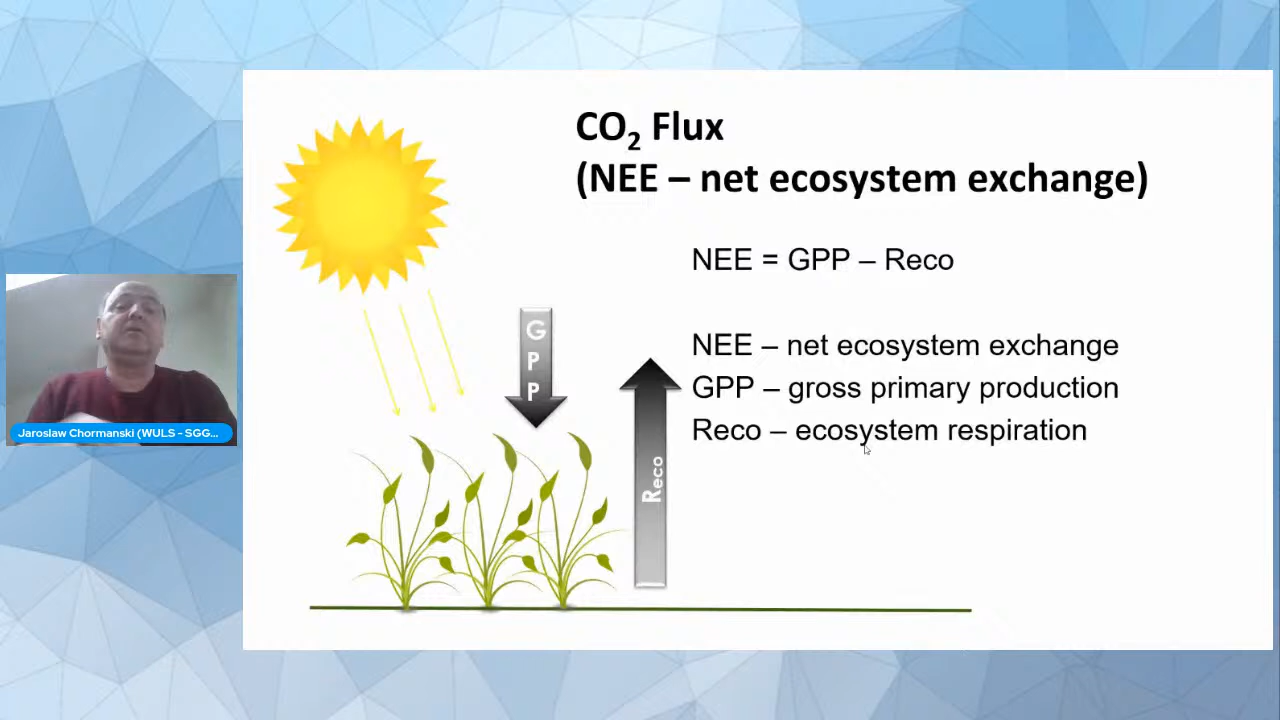 CO2 Flux
(NEE – net ecosystem exchange)
NEE = GPP – Reco
NEE – net ecosystem exchange
GPP – gross primary production
Reco – ecosystem respiration
GPP
Reco
Jaroslaw Chormanski (WULS - SGG...